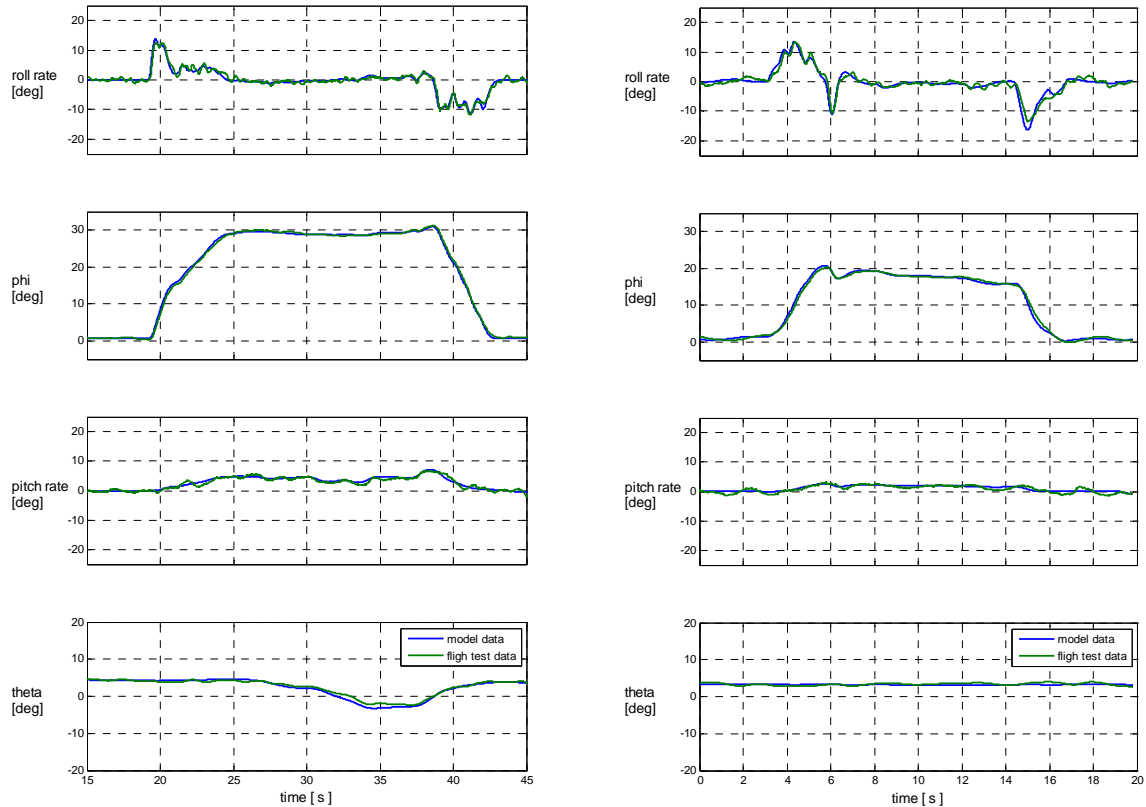 20
10
0
-10
-20
roll rate
[deg]
30
20
10
0
phi
[deg]
20
10
0
-10
-20
pitch rate
[deg]
20
10
0
-10
-20
theta
[deg]
model data
fligh test data
15 20 25 30 35 40 45
time [ s ]
20
10
0
-10
-20
roll rate
[deg]
30
20
10
0
phi
[deg]
20
10
0
-10
-20
pitch rate
[deg]
20
10
0
-10
-20
theta
[deg]
model data
fligh test data
0 2 4 6 8 10 12 14 16 18 20
time [ s ]